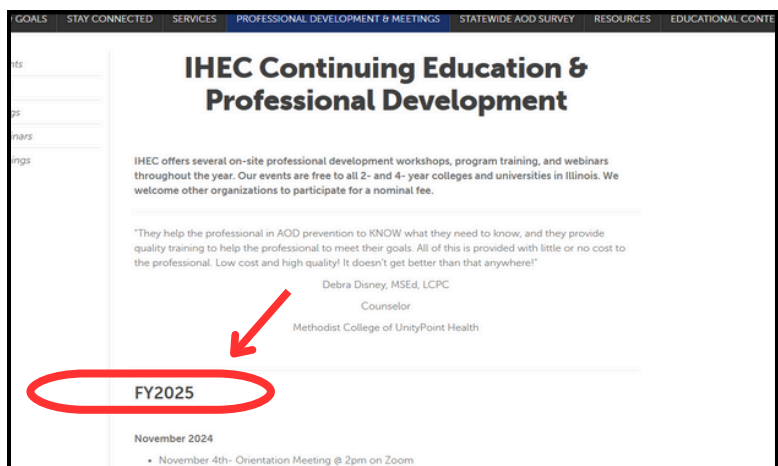 GOALS STAY CONNECTED SERVICES PROFESSIONAL DEVELOPMENT & MEETINGS STATEWIDE AOD SURVEY RESOURCES EDUCATIONAL CONTE
IHEC Continuing Education &
Professional Development
IHEC offers several on-site professional development workshops, program training, and webinars
throughout the year. Our events are free to all 2- and 4- year colleges and universities in Illinois. We
welcome other organizations to participate for a nominal fee.
"They help the professional in AOD prevention to KNOW what they need to know, and they provide
quality training to help the professional to meet their goals. All of this is provided with little or no cost to
the professional. Low cost and high quality! It doesn't get better than that anywhere!"
Debra Disney, MSEd, LCPC
Counselor
Methodist College of UnityPoint Health
FY2025
November 2024
• November 4th- Orientation Meeting @ 2pm on Zoom